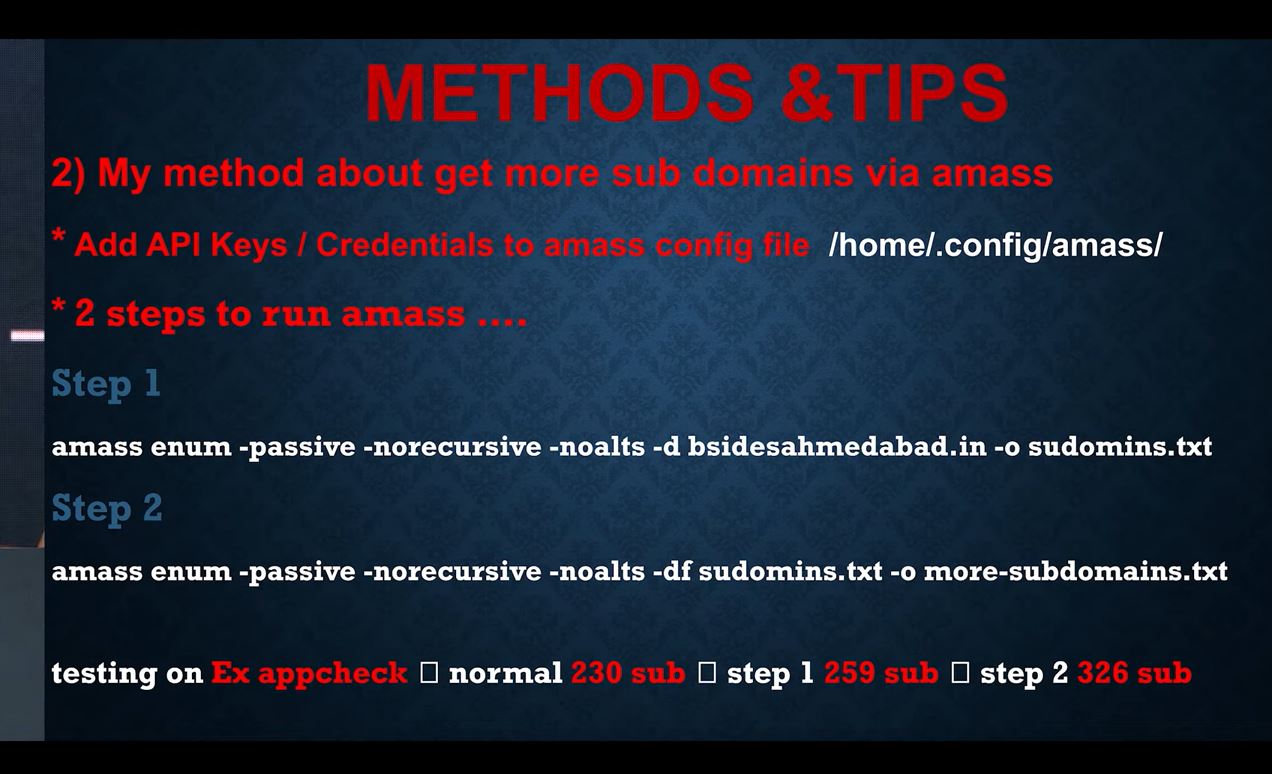 METHODS &TIPS
2) My method about get more sub domains via amass
* Add API Keys / Credentials to amass config file /home/.config/amass/
* 2 steps to run amass ....
Step 1
amass enum -passive -norecursive -noalts -d bsidesahmedabad.in -o sudomins.txt
Step 2
amass enum -passive -norecursive -noalts -df sudomins.txt -o more-subdomains.txt
testing on Ex appcheck □ normal 230 sub □ step 1 259 sub □ step 2 326 sub